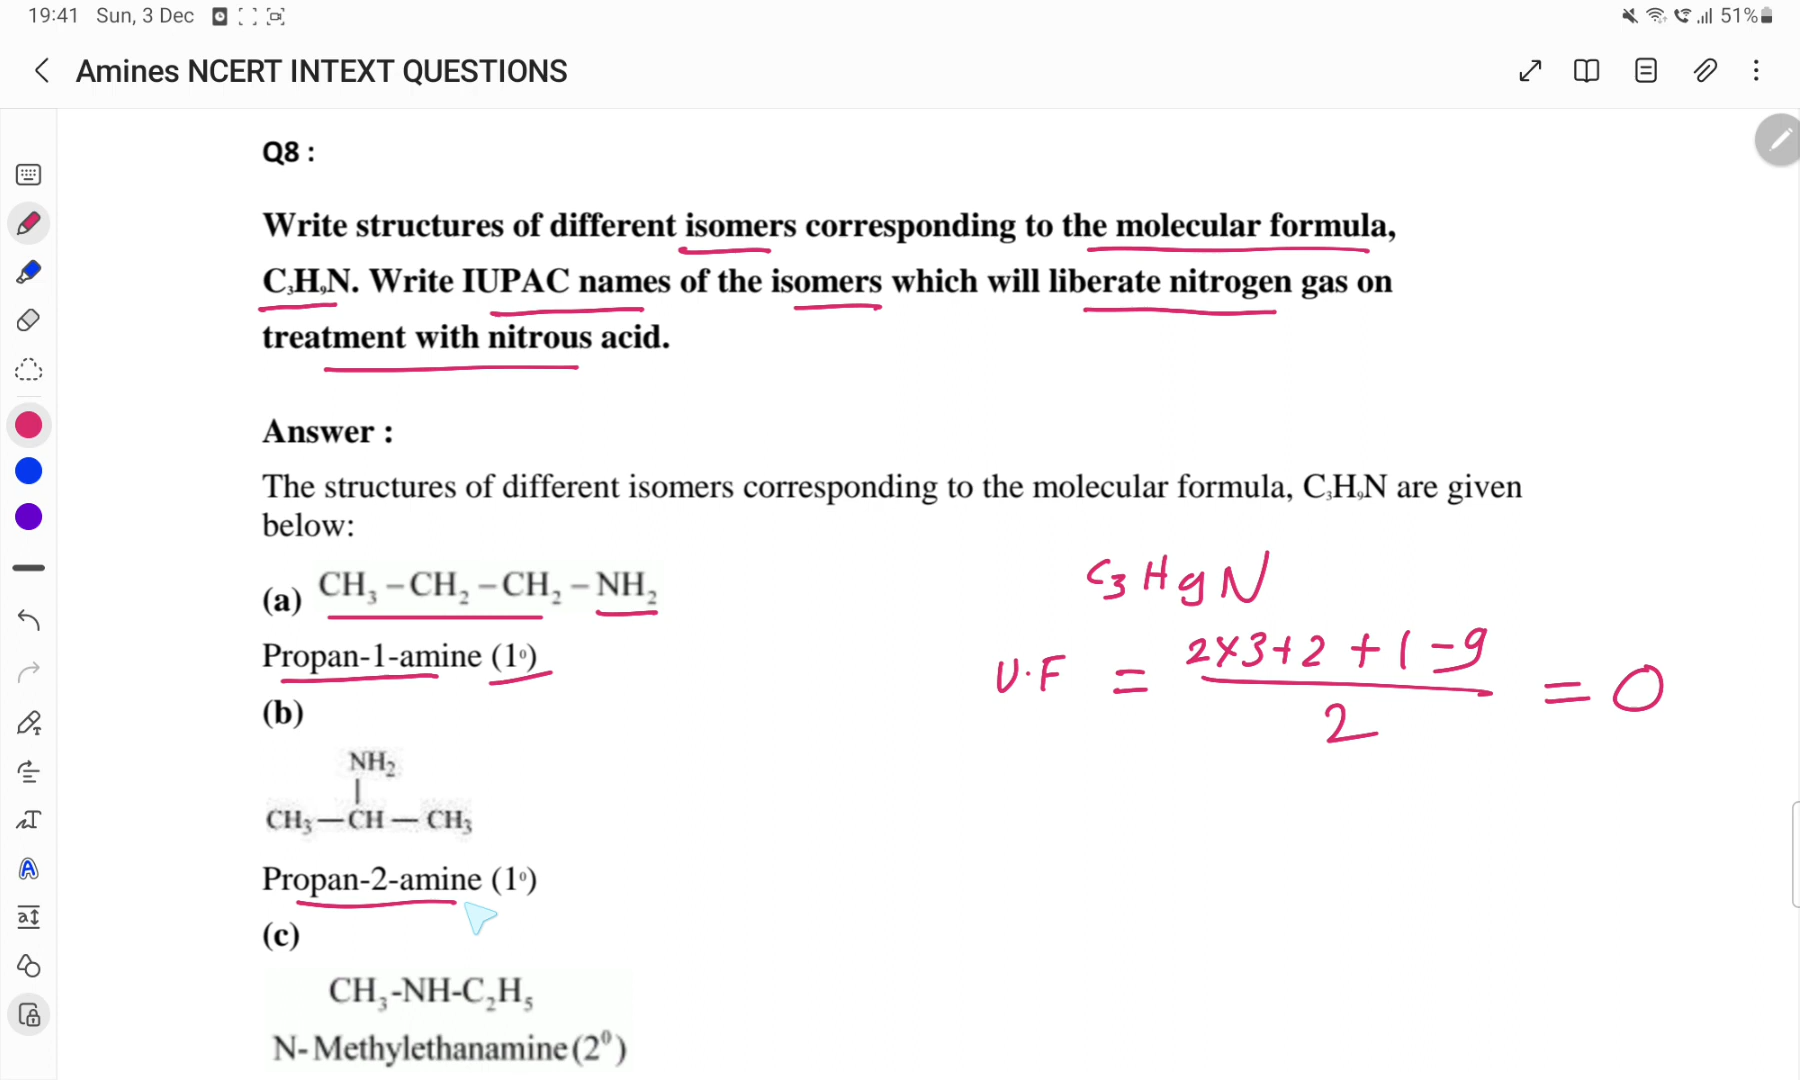 19:41 Sun, 3 Dec 51%
Amines NCERT INTEXT QUESTIONS
Q8 :
Write structures of different isomers corresponding to the molecular formula,
C₃H₉N. Write IUPAC names of the isomers which will liberate nitrogen gas on
treatment with nitrous acid.
Answer :
The structures of different isomers corresponding to the molecular formula, C₃H₉N are given
below:
(a) CH₃ – CH₂ – CH₂ – NH₂
Propan-1-amine (1⁰)
(b)
NH₂
|
CH₃ — CH — CH₃
Propan-2-amine (1⁰)
(c)
CH₃-NH-C₂H₅
N- Methylethanamine (2⁰)
C₃H₉N
2×3+2 + 1 – 9
U.F = = 0
2